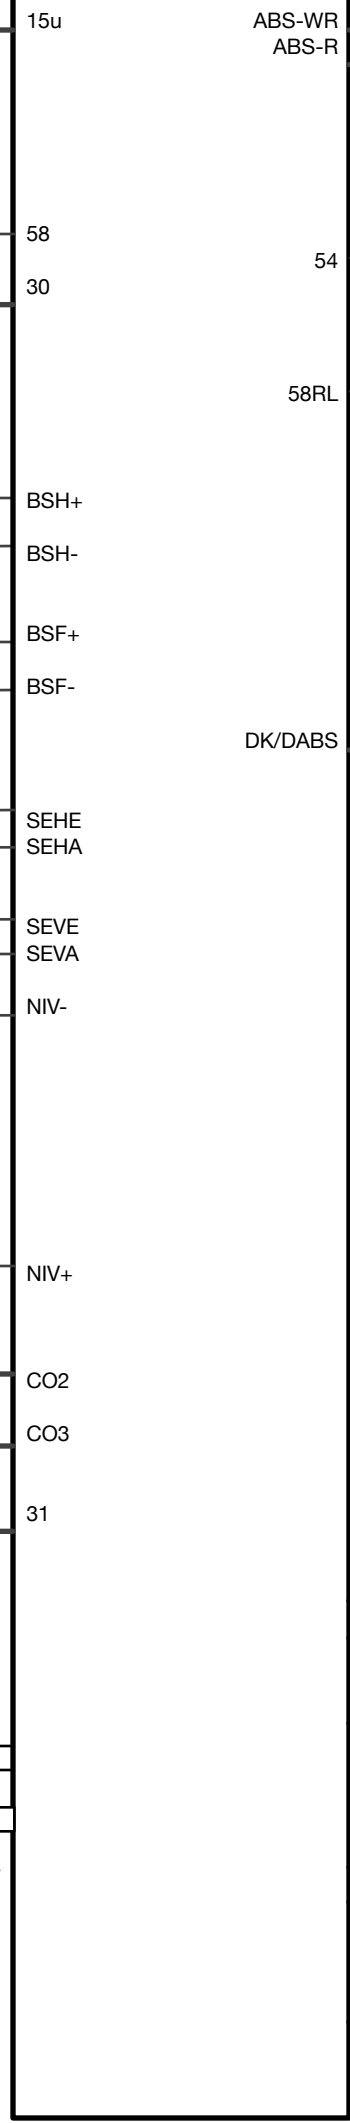 15u
ABS-WR
ABS-R
58
54
30
58RL
BSH+
BSH-
BSF+
BSF-
DK/DABS
SEHE
SEHA
SEVE
SEVA
NIV-
NIV+
CO2
CO3
31